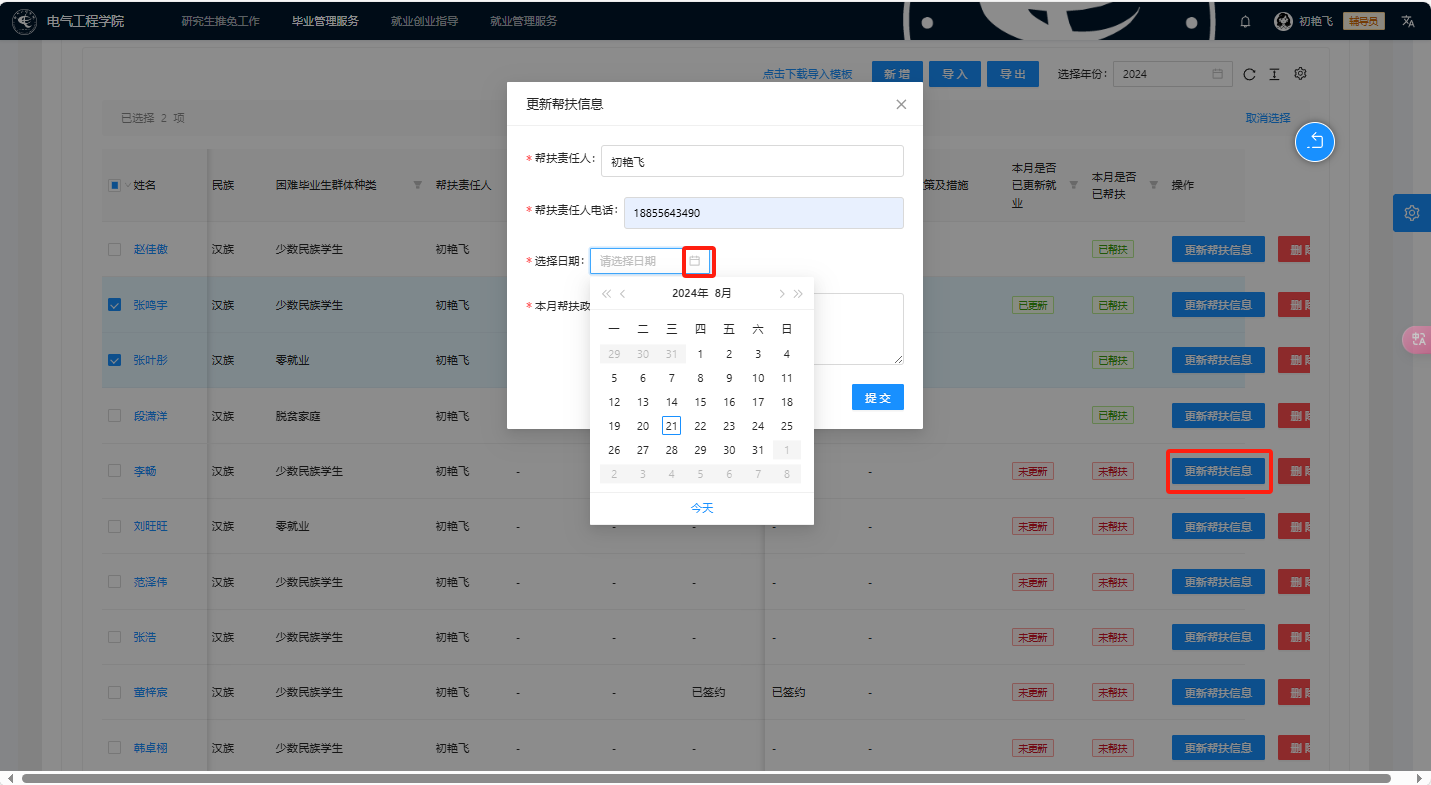 电气工程学院 研究生推免工作 毕业管理服务 就业创业指导 就业管理服务 初艳飞 辅导员
点击下载导入模板 新增 导入 导出 选择年份: 2024
已选择 2 项 取消选择
姓名 民族 困难毕业生群体种类 帮扶责任人 策及措施 本月是否已更新就业 本月是否已帮扶 操作
赵佳傲 汉族 少数民族学生 初艳飞 已帮扶 更新帮扶信息 删
张鸣宇 汉族 少数民族学生 初艳飞 已更新 已帮扶 更新帮扶信息 删
张叶彤 汉族 零就业 初艳飞 已帮扶 更新帮扶信息 删
段潇洋 汉族 脱贫家庭 初艳飞 已帮扶 更新帮扶信息 删
李畅 汉族 少数民族学生 初艳飞 - - 未更新 未帮扶 更新帮扶信息 删
刘旺旺 汉族 零就业 初艳飞 - - - - - 未更新 未帮扶 更新帮扶信息 删
范泽伟 汉族 少数民族学生 初艳飞 - - - - - 未更新 未帮扶 更新帮扶信息 删
张浩 汉族 少数民族学生 初艳飞 - - - - - 未更新 未帮扶 更新帮扶信息 删
董梓宸 汉族 少数民族学生 初艳飞 - - 已签约 已签约 - 未更新 未帮扶 更新帮扶信息 删
韩卓栩 汉族 少数民族学生 初艳飞 - - - - - 未更新 未帮扶 更新帮扶信息 删
更新帮扶信息
* 帮扶责任人: 初艳飞
* 帮扶责任人电话: 18855643490
* 选择日期: 请选择日期
* 本月帮扶政
提交
2024年 8月
一 二 三 四 五 六 日
29 30 31 1 2 3 4
5 6 7 8 9 10 11
12 13 14 15 16 17 18
19 20 21 22 23 24 25
26 27 28 29 30 31 1
2 3 4 5 6 7 8
今天